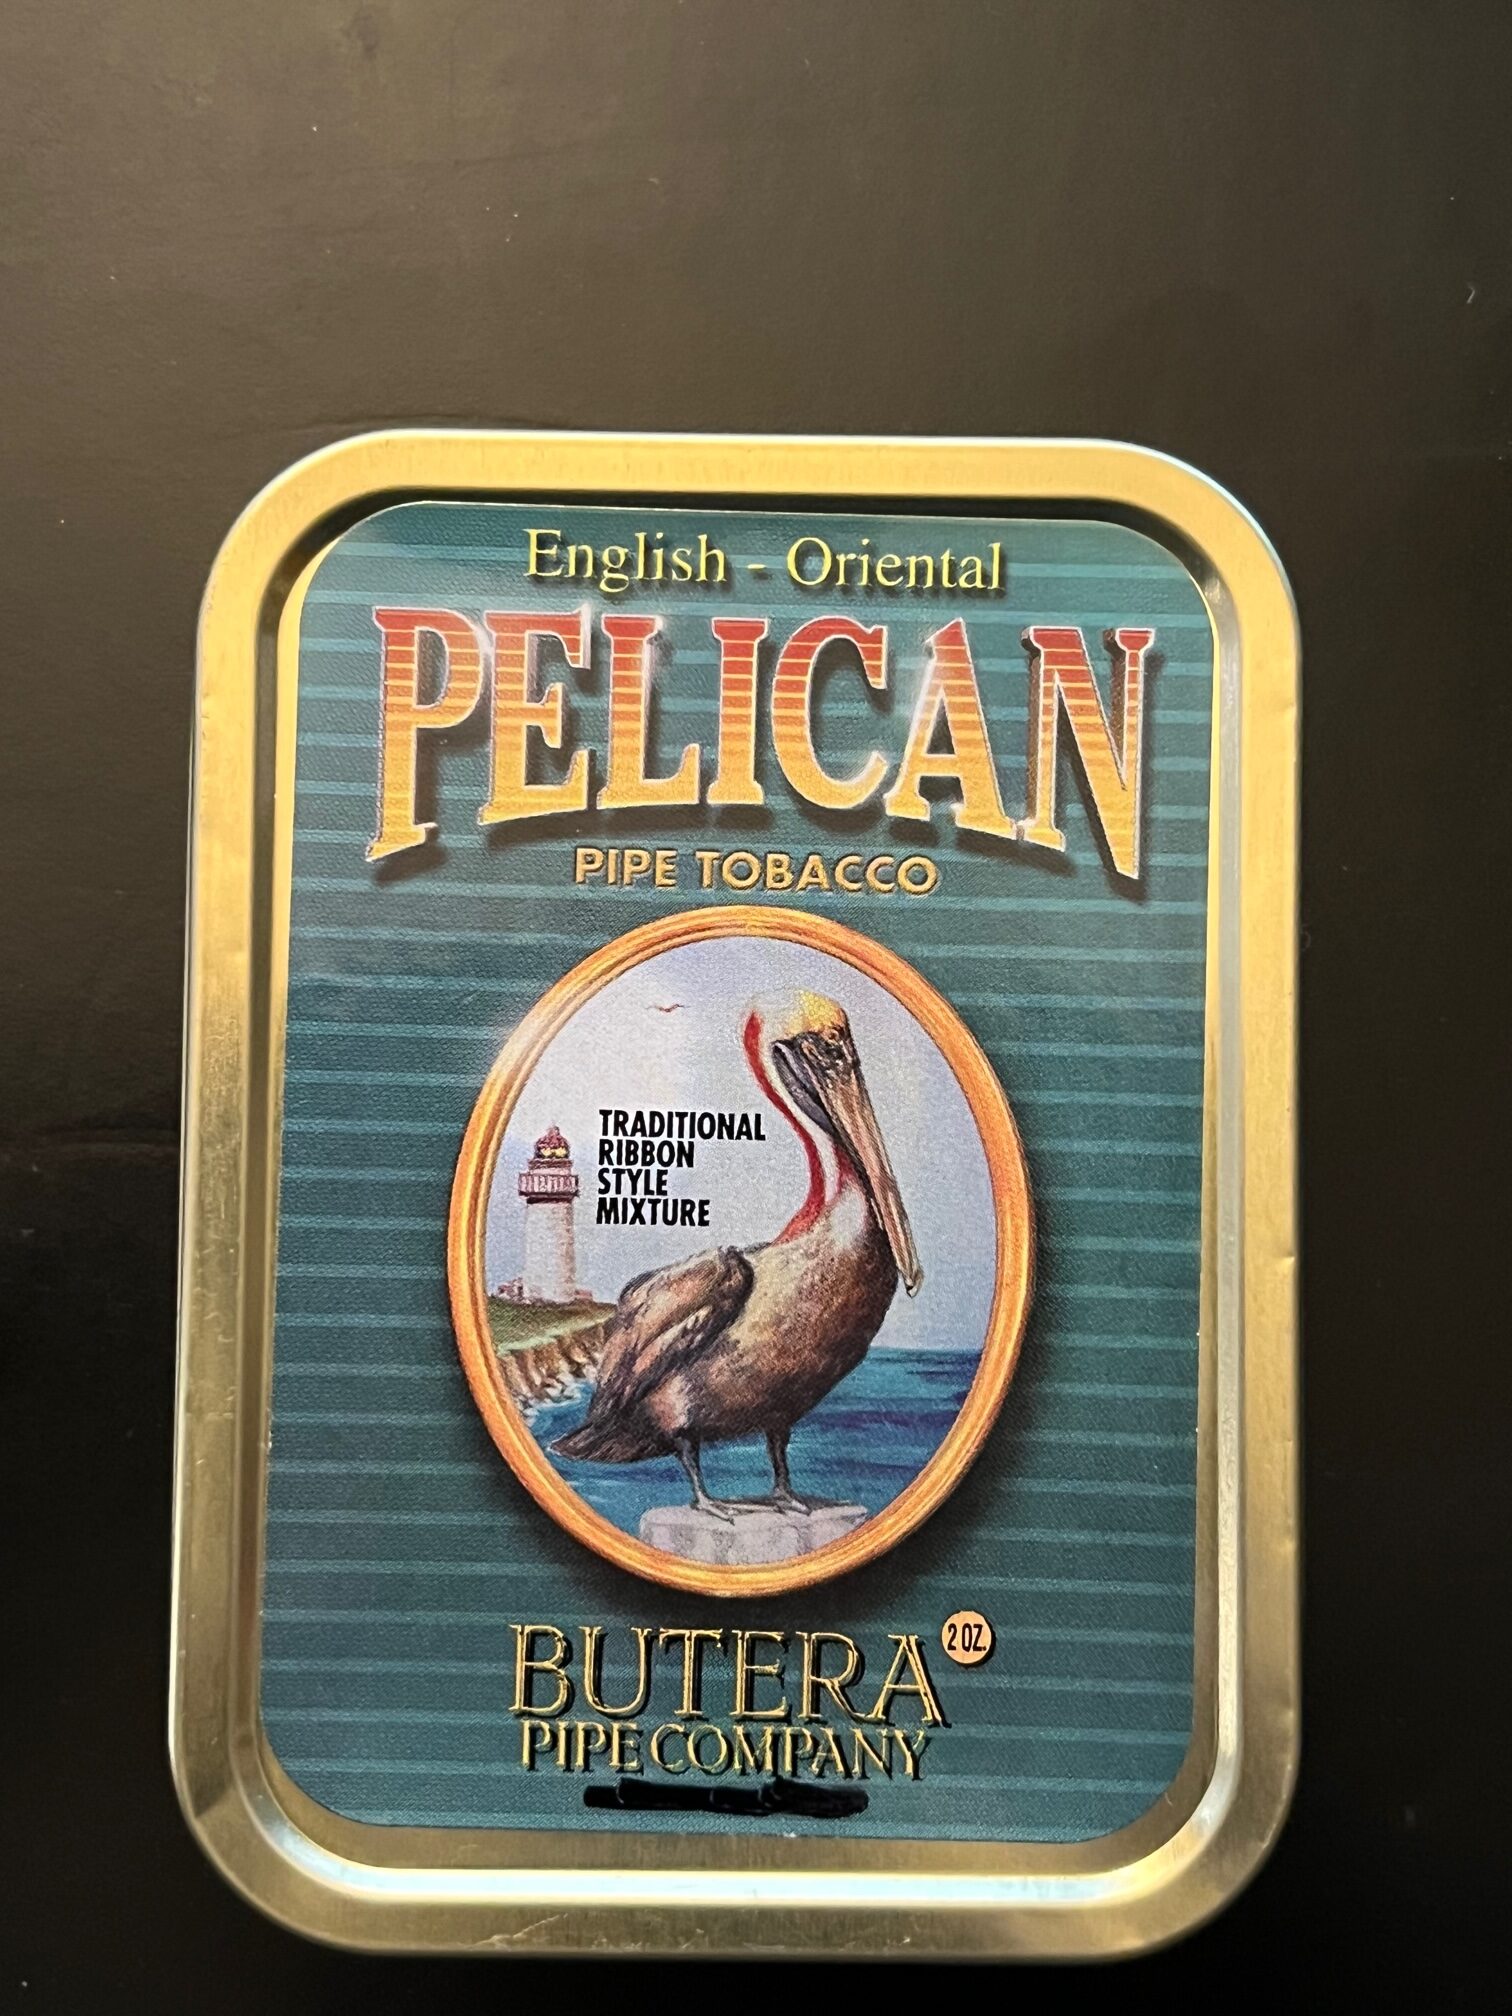 English - Oriental
PELICAN
PIPE TOBACCO
TRADITIONAL
RIBBON
STYLE
MIXTURE
BUTERA
2 OZ.
PIPE COMPANY